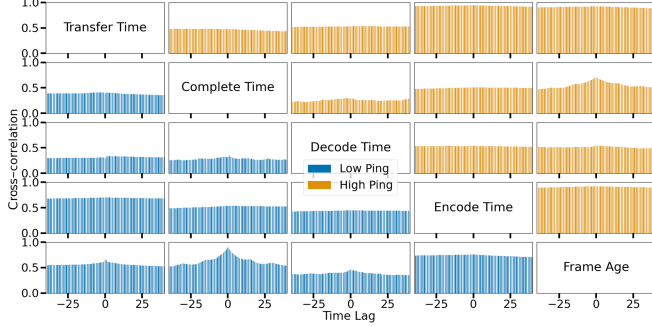 1.0
0.5
0.0
Transfer Time
1.0
0.5
0.0
Complete Time
1.0
0.5
0.0
Decode Time
Low Ping
High Ping
1.0
0.5
0.0
Encode Time
1.0
0.5
0.0
Frame Age
Cross-correlation
−25 0 25 −25 0 25 −25 0 25 −25 0 25 −25 0 25
Time Lag